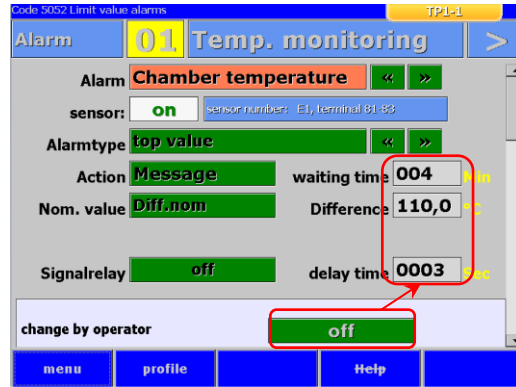 Code 5052 Limit value alarms TP1-1
Alarm 01 Temp. monitoring >
Alarm Chamber temperature « »
sensor: on sensor number: E1, terminal 81-83
Alarmtype top value « »
Action Message waiting time 004 Min
Nom. value Diff.nom Difference 110,0 °C
Signalrelay off delay time 0003 Sec
change by operator off
menu profile Help